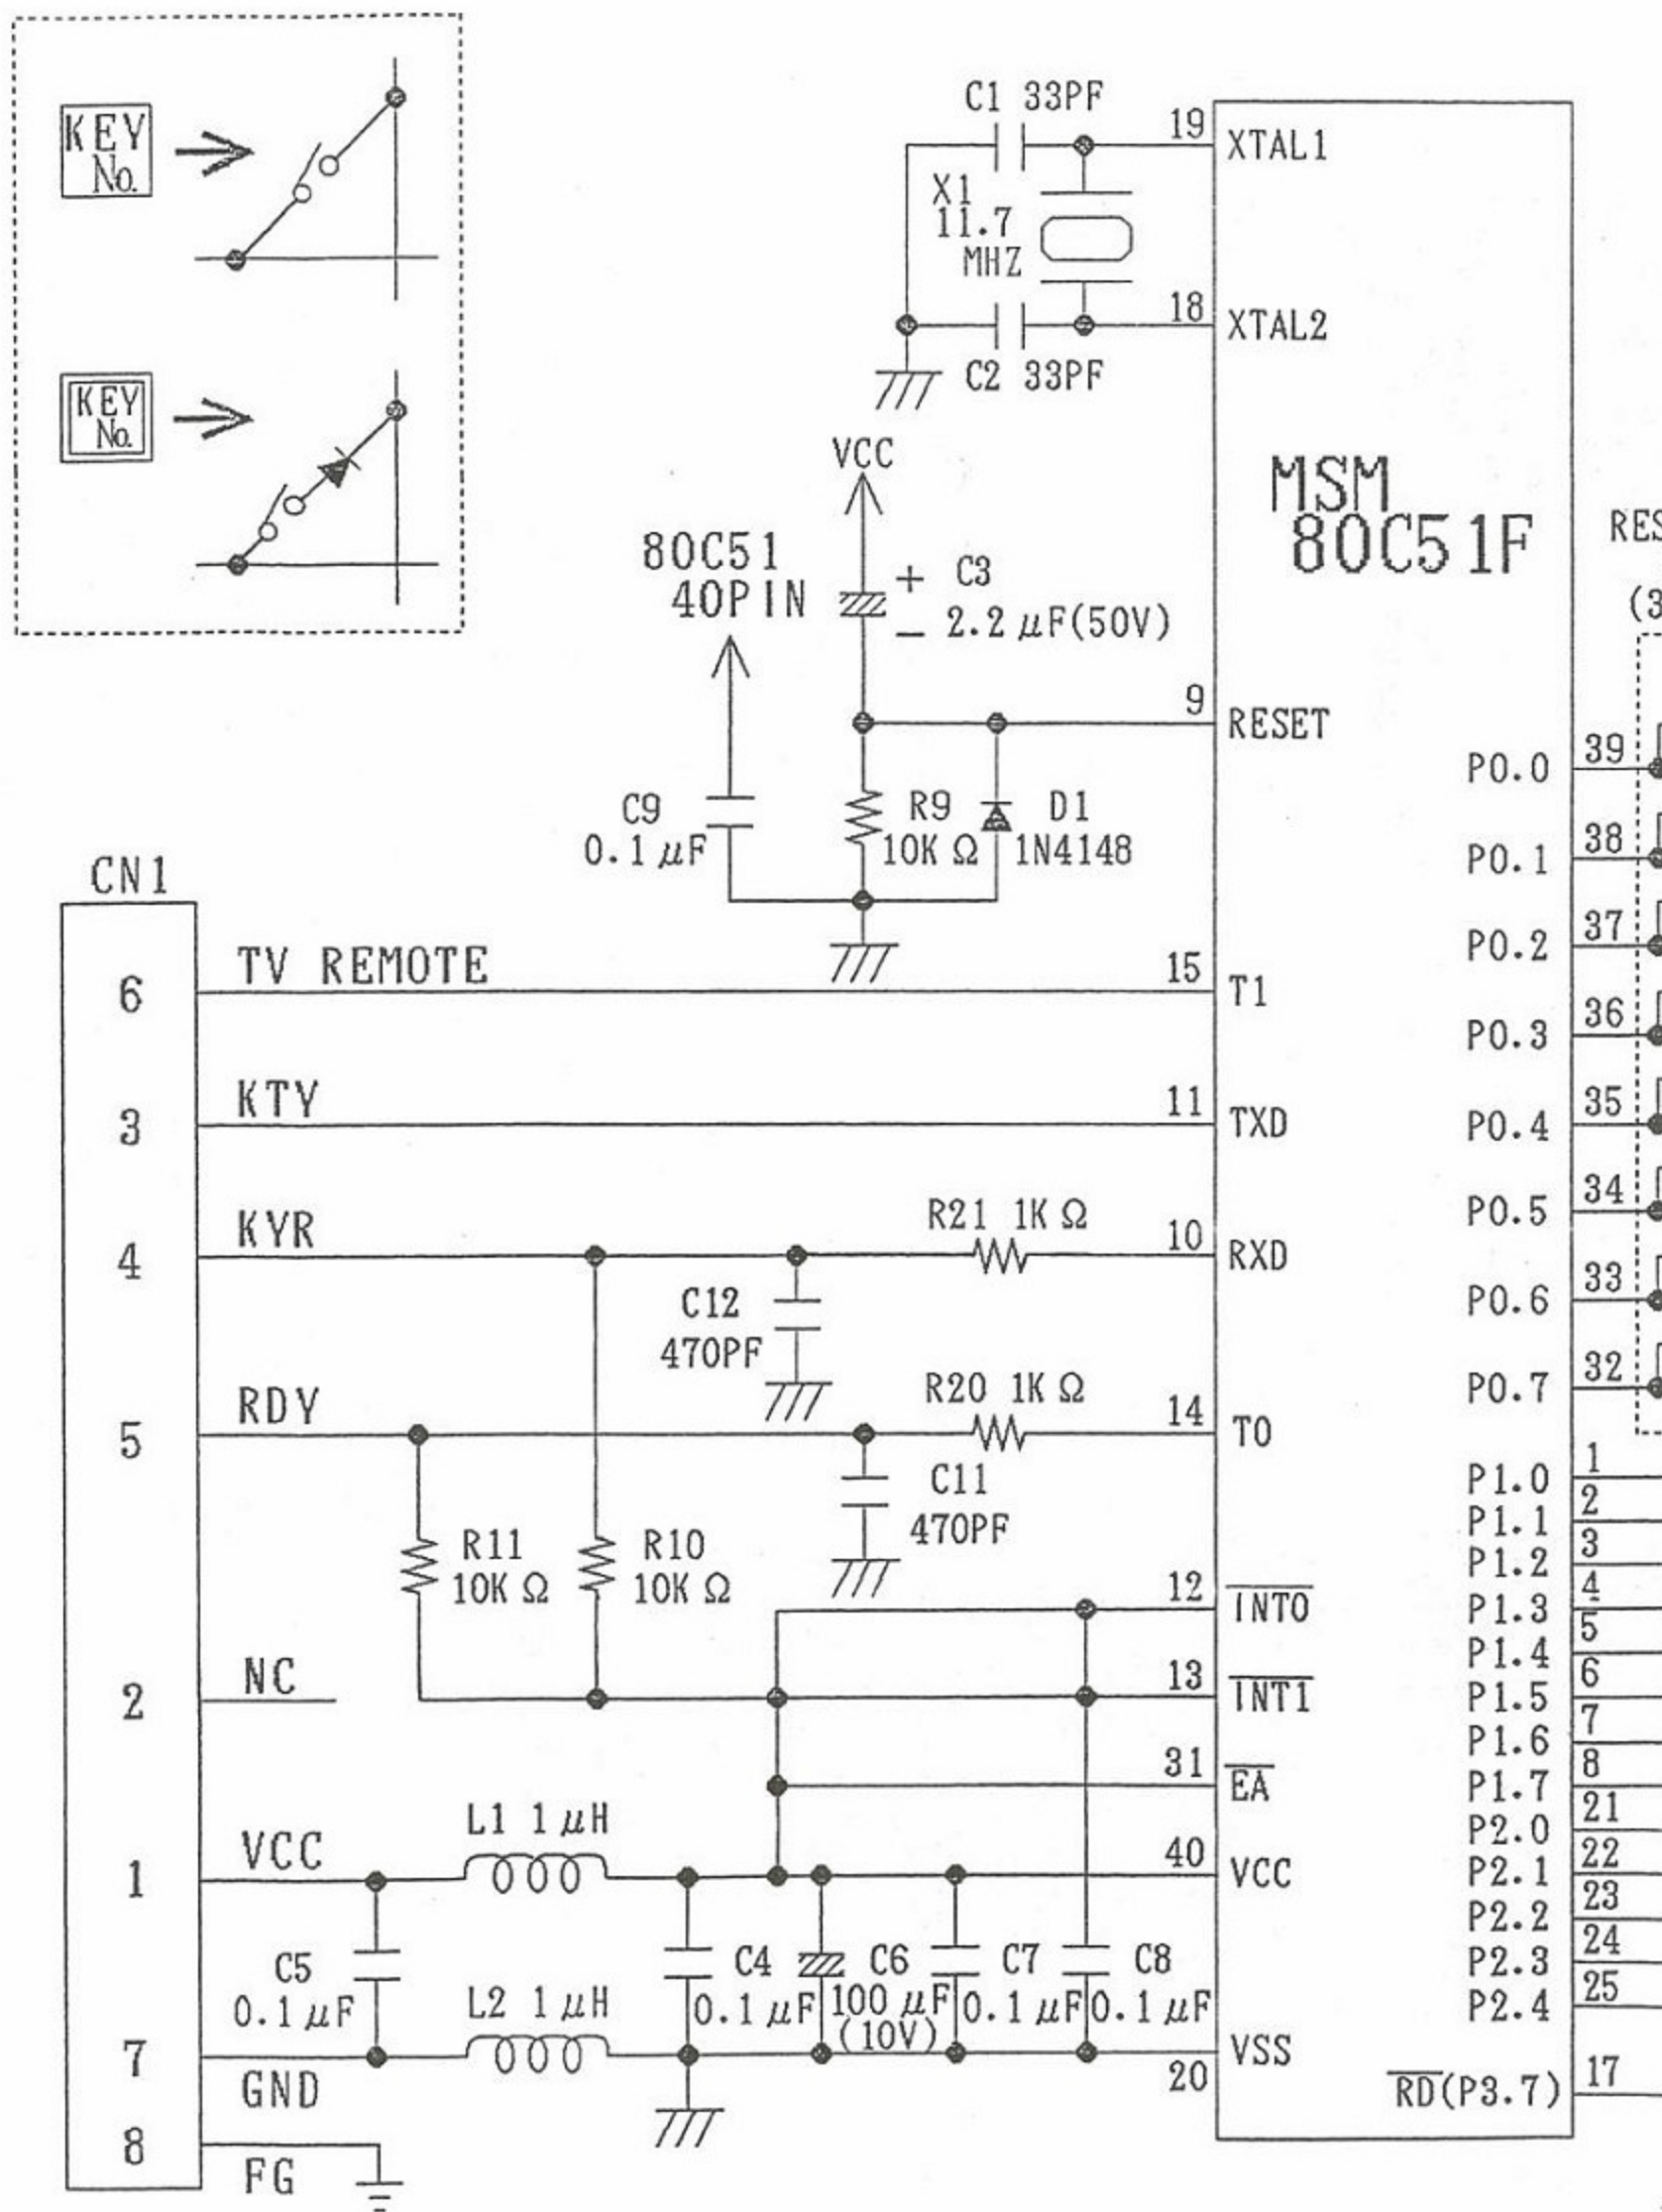 KEY
No.
KEY
No.
C1 33PF
19
XTAL1
X1
11.7
MHZ
18
XTAL2
C2 33PF
VCC
MSM
80C51F
80C51
40PIN
+ C3
− 2.2μF(50V)
9
RESET
C9
0.1μF
R9
10KΩ
D1
1N4148
CN1
6
TV REMOTE
15
T1
3
KTY
11
TXD
4
KYR
R21 1KΩ
10
RXD
C12
470PF
5
RDY
R20 1KΩ
14
T0
C11
470PF
R11
10KΩ
R10
10KΩ
12
INT0
2
NC
13
INT1
31
EA
1
VCC
L1 1μH
40
VCC
C5
0.1μF
C4
0.1μF
C6
100μF
(10V)
C7
0.1μF
C8
0.1μF
7
GND
L2 1μH
20
VSS
8
FG
P0.0 39
P0.1 38
P0.2 37
P0.3 36
P0.4 35
P0.5 34
P0.6 33
P0.7 32
P1.0 1
P1.1 2
P1.2 3
P1.3 4
P1.4 5
P1.5 6
P1.6 7
P1.7 8
P2.0 21
P2.1 22
P2.2 23
P2.3 24
P2.4 25
RD(P3.7) 17
RES
(3